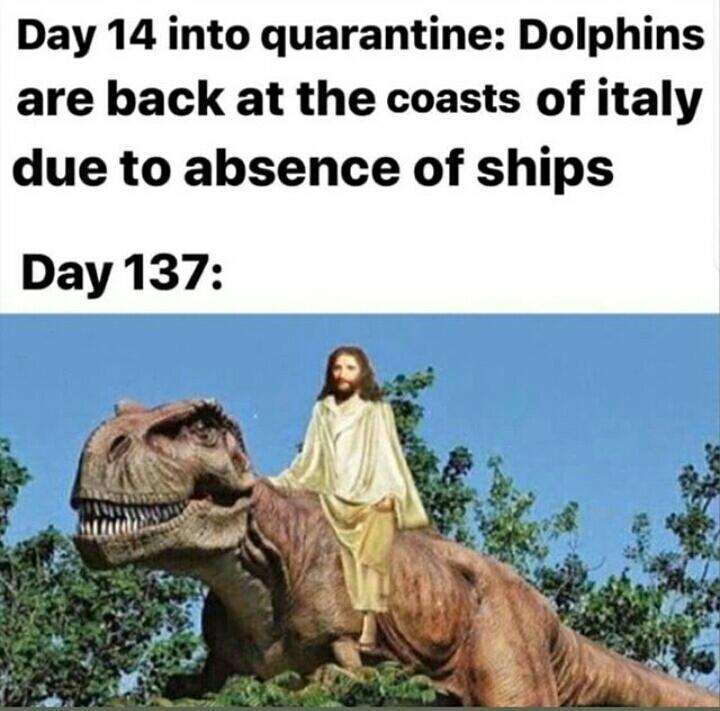 Day 14 into quarantine: Dolphins
are back at the coasts of italy
due to absence of ships
Day 137: